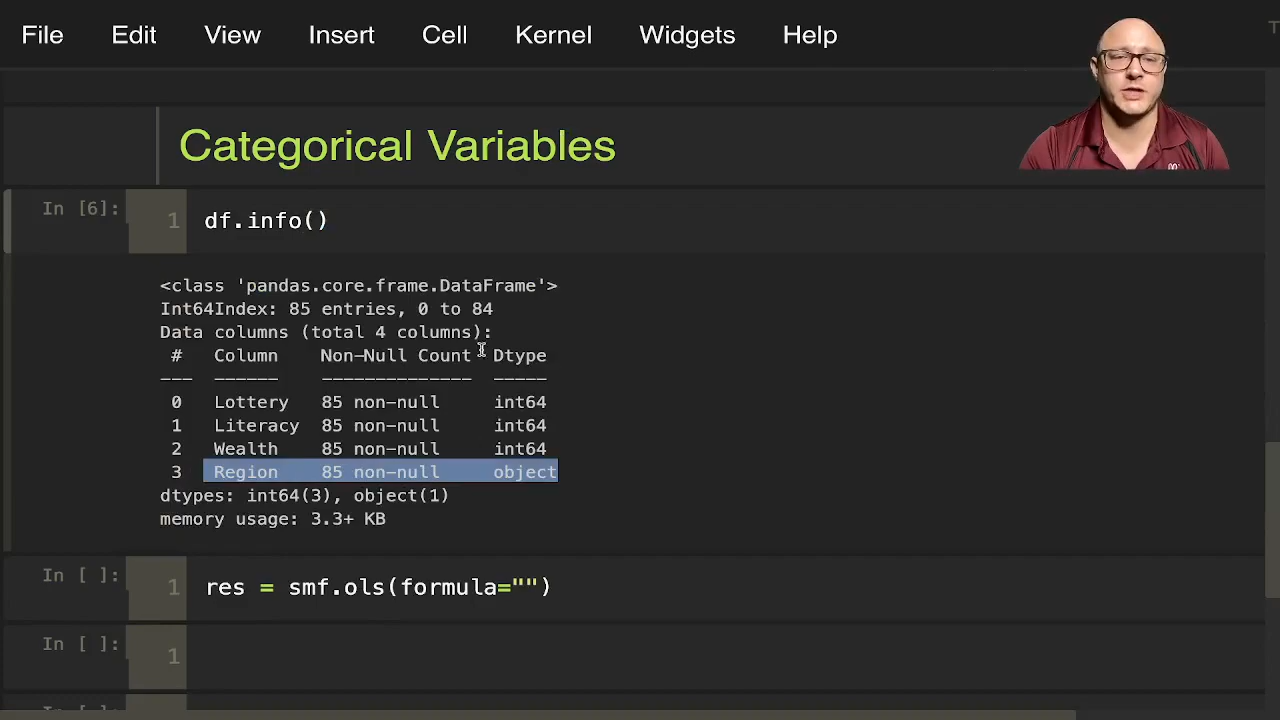 File Edit View Insert Cell Kernel Widgets Help
Categorical Variables
In [6]:
1 df.info()
<class 'pandas.core.frame.DataFrame'>
Int64Index: 85 entries, 0 to 84
Data columns (total 4 columns):
# Column Non-Null Count Dtype
--- ------ -------------- -----
0 Lottery 85 non-null int64
1 Literacy 85 non-null int64
2 Wealth 85 non-null int64
3 Region 85 non-null object
dtypes: int64(3), object(1)
memory usage: 3.3+ KB
In [ ]:
1 res = smf.ols(formula="")
In [ ]:
1